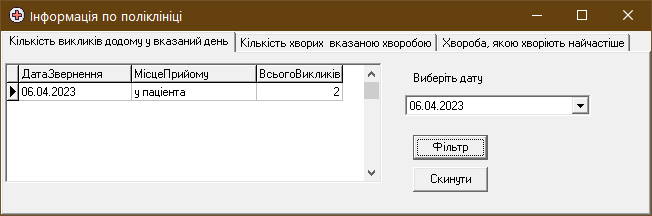 Інформація по поліклініці
Кількість викликів додому у вказаний день Кількість хворих вказаною хворобою Хвороба, якою хворіють найчастіше
ДатаЗвернення МісцеПрийому ВсьогоВикликів
06.04.2023 у паціента 2
Виберіть дату
06.04.2023
Фільтр
Скинути